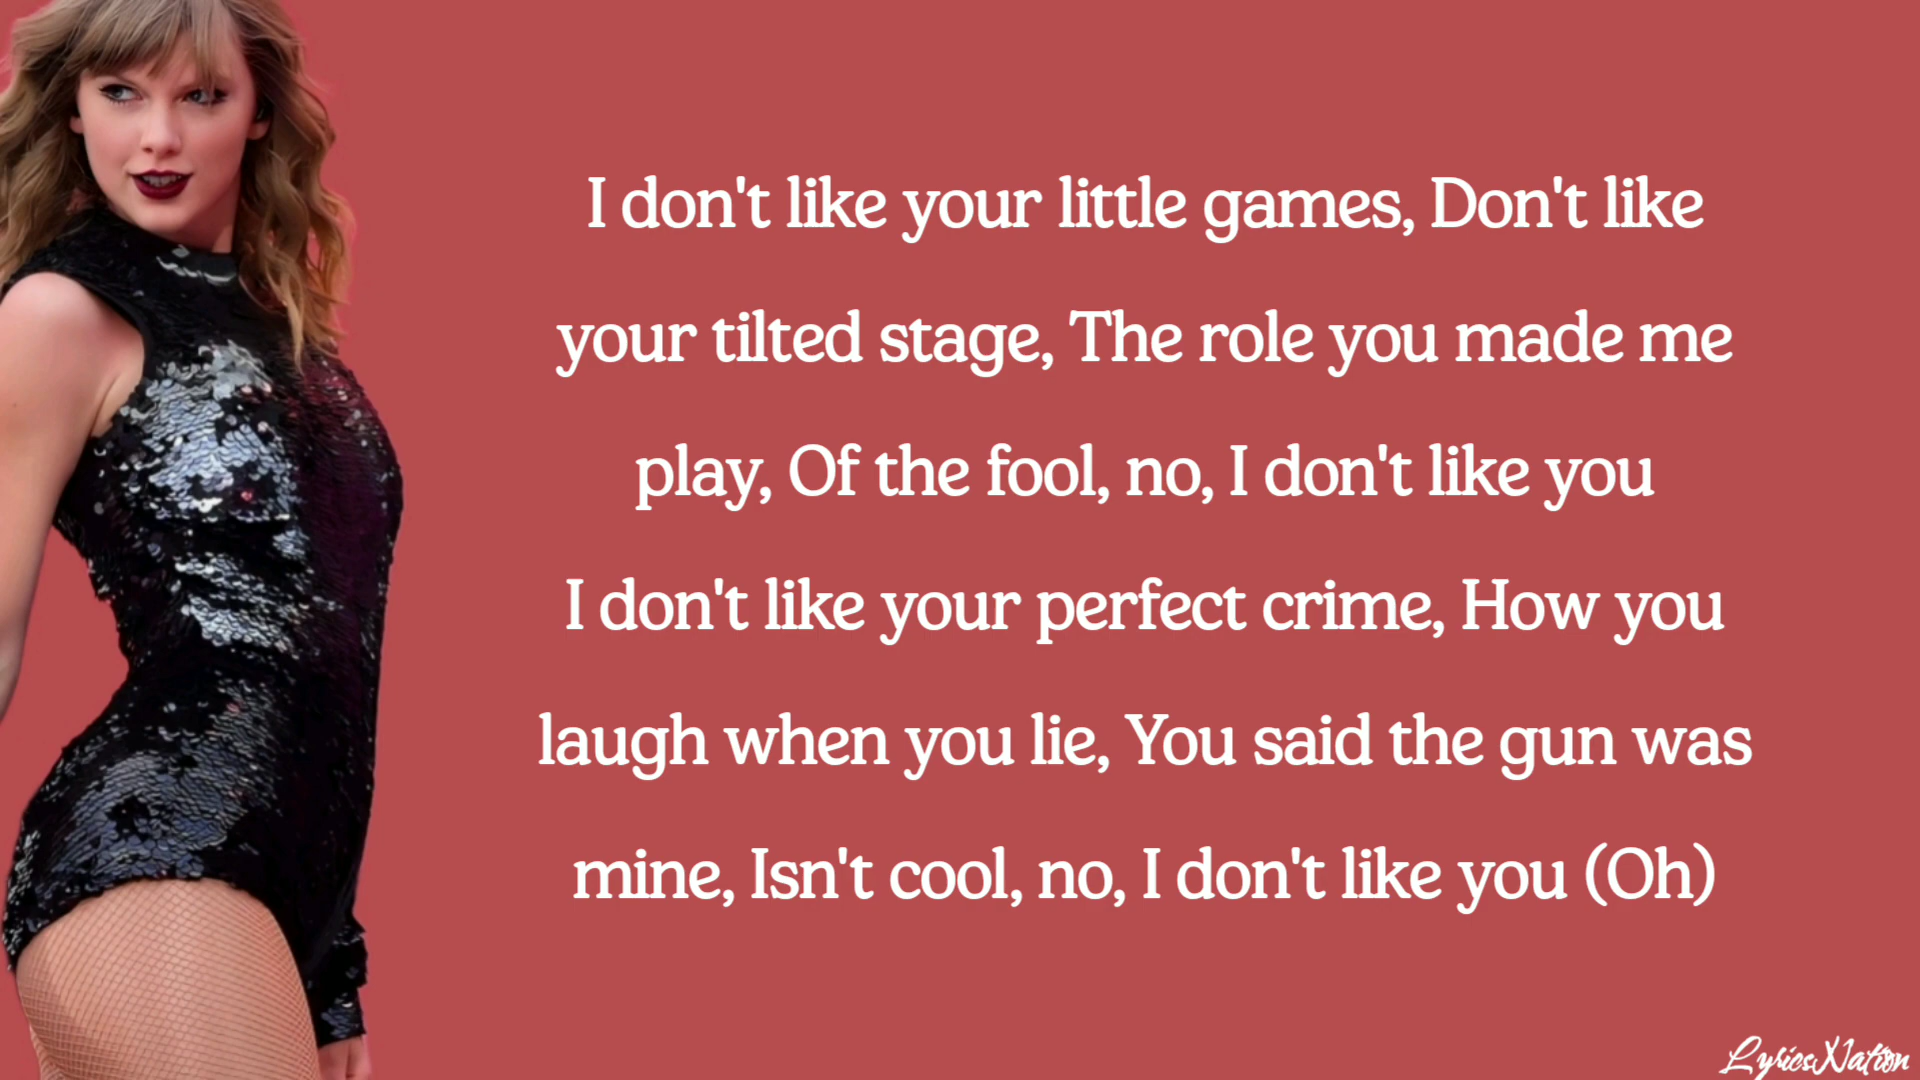 I don't like your little games, Don't like
your tilted stage, The role you made me
play, Of the fool, no, I don't like you
I don't like your perfect crime, How you
laugh when you lie, You said the gun was
mine, Isn't cool, no, I don't like you (Oh)
LyricsNation